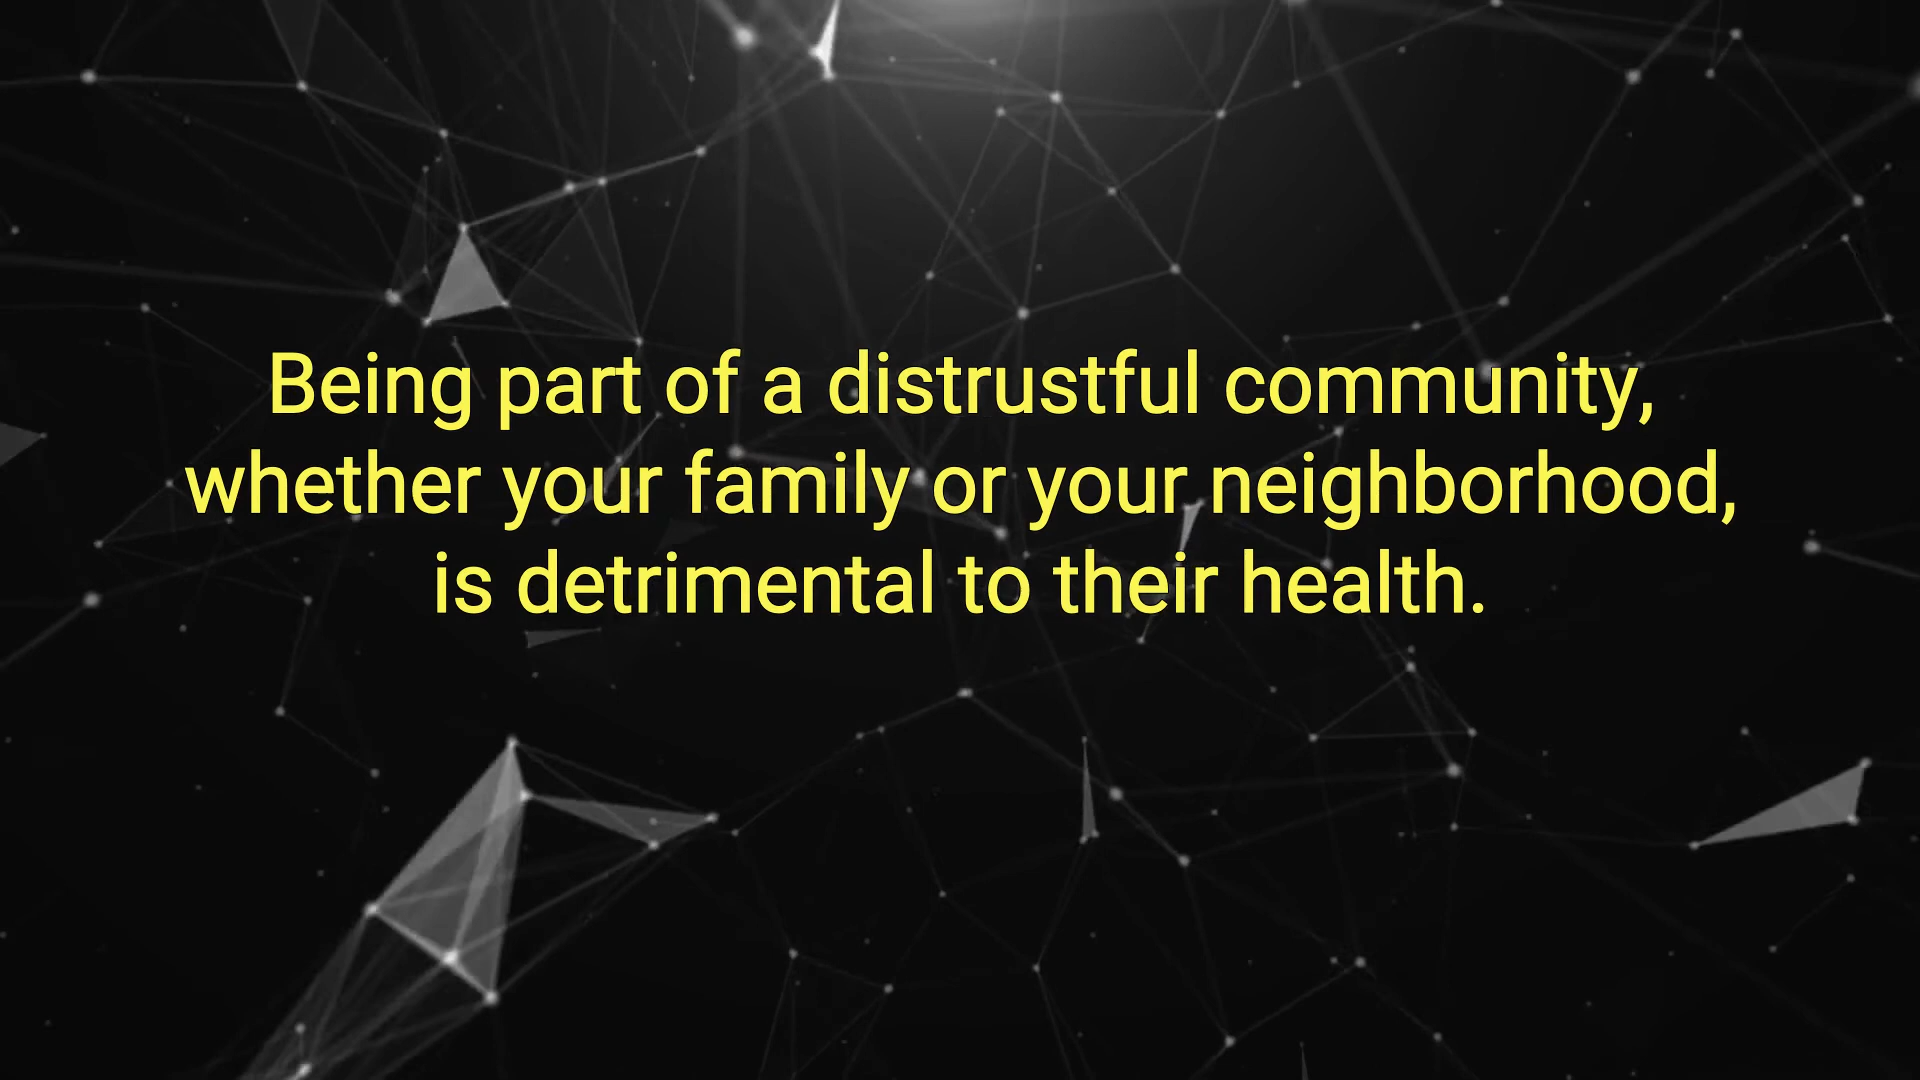 Being part of a distrustful community,
whether your family or your neighborhood,
is detrimental to their health.